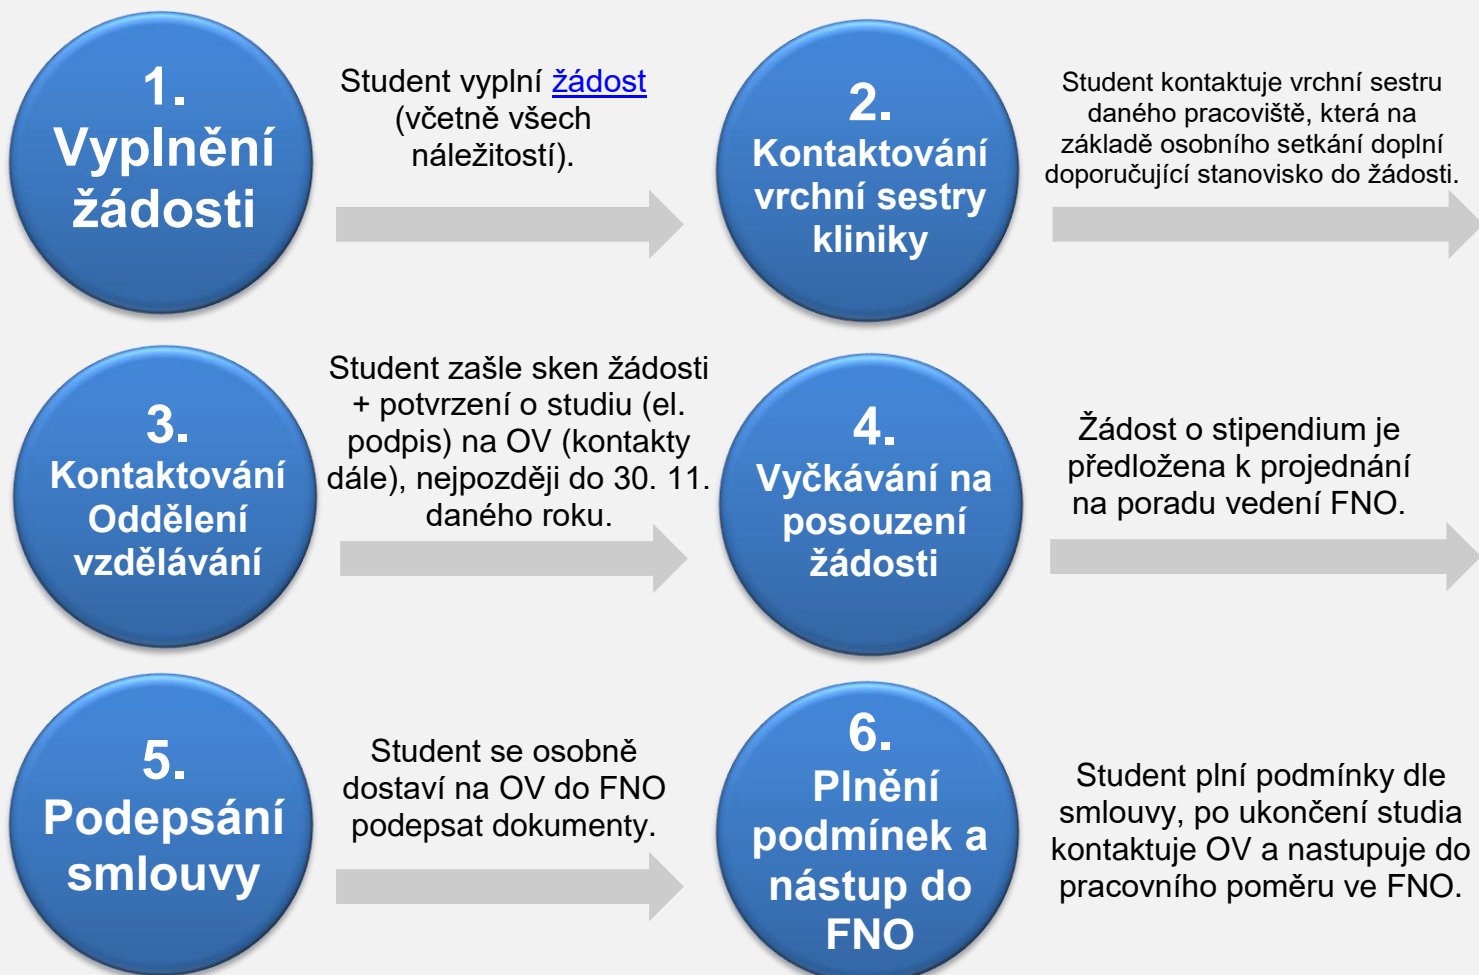 1.
Vyplnění
žádosti
Student vyplní žádost
(včetně všech
náležitostí).
2.
Kontaktování
vrchní sestry
kliniky
Student kontaktuje vrchní sestru
daného pracoviště, která na
základě osobního setkání doplní
doporučující stanovisko do žádosti.
3.
Kontaktování
Oddělení
vzdělávání
Student zašle sken žádosti
+ potvrzení o studiu (el.
podpis) na OV (kontakty
dále), nejpozději do 30. 11.
daného roku.
4.
Vyčkávání na
posouzení
žádosti
Žádost o stipendium je
předložena k projednání
na poradu vedení FNO.
5.
Podepsání
smlouvy
Student se osobně
dostaví na OV do FNO
podepsat dokumenty.
6.
Plnění
podmínek a
nástup do
FNO
Student plní podmínky dle
smlouvy, po ukončení studia
kontaktuje OV a nastupuje do
pracovního poměru ve FNO.